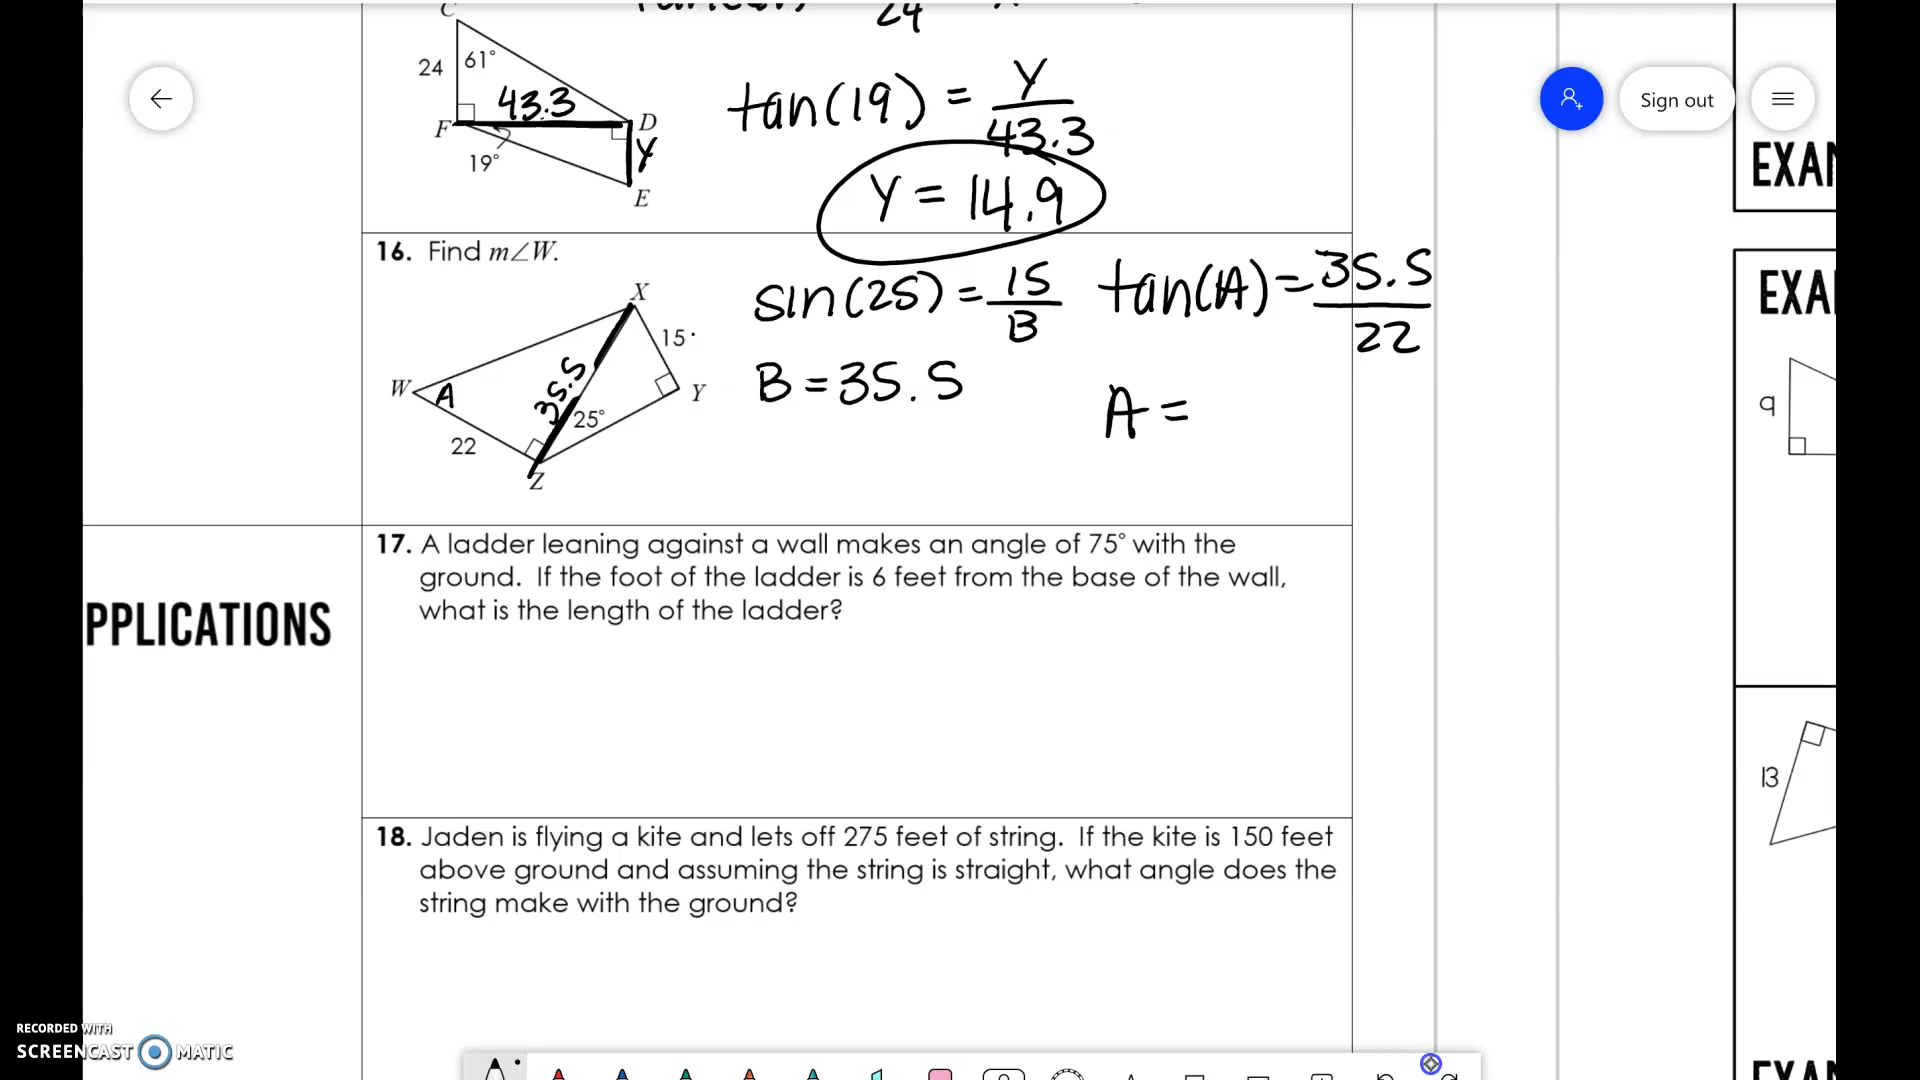 C
24
24
61°
43.3
F
D
19°
Y
E
tan(19) = Y
43.3
Y = 14.9
16. Find m∠W.
X
15
W
A
35.5
25°
Y
22
Z
sin(25) = 15
B
B = 35.5
tan(A) = 35.5
22
A =
PPLICATIONS
17. A ladder leaning against a wall makes an angle of 75° with the
ground. If the foot of the ladder is 6 feet from the base of the wall,
what is the length of the ladder?
18. Jaden is flying a kite and lets off 275 feet of string. If the kite is 150 feet
above ground and assuming the string is straight, what angle does the
string make with the ground?
Sign out
EXAM
EXA
q
13
EXA
RECORDED WITH
SCREENCAST MATIC